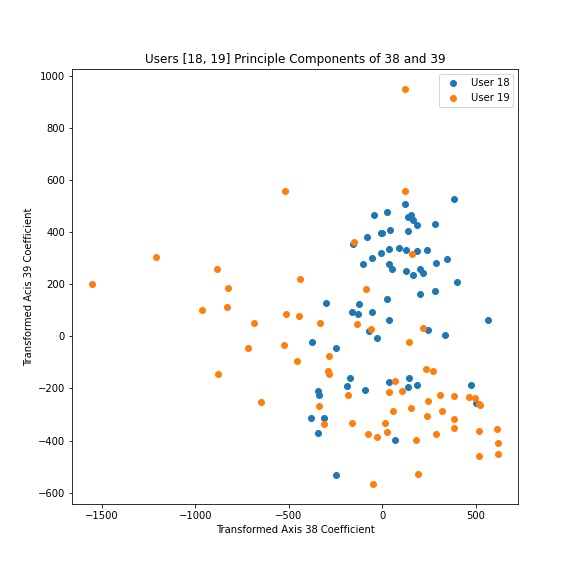 Users [18, 19] Principle Components of 38 and 39
User 18
User 19
1000
800
600
400
200
0
−200
−400
−600
Transformed Acis 39 Coefficient
−1500
−1000
−500
0
500
Transformed Axis 38 Coefficient